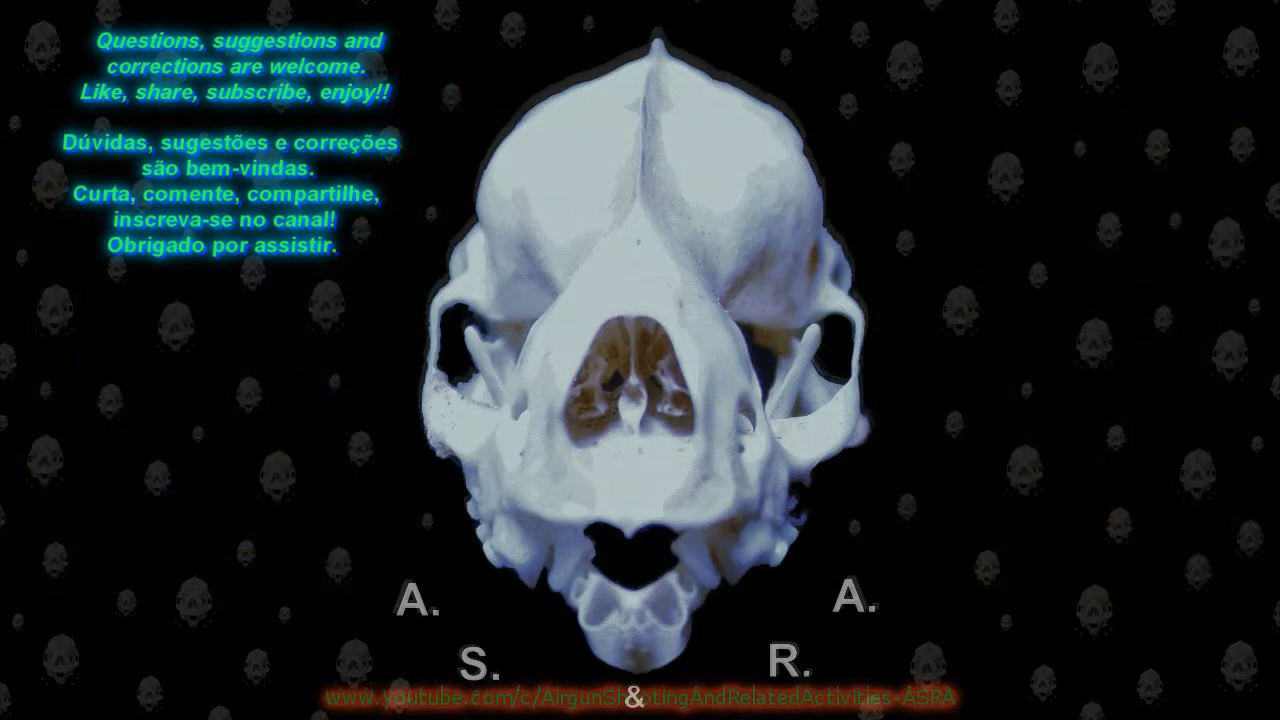 Questions, suggestions and
corrections are welcome.
Like, share, subscribe, enjoy!!
Dúvidas, sugestões e correções
são bem-vindas.
Curta, comente, compartilhe,
inscreva-se no canal!
Obrigado por assistir.
A. A.
S. R.
&
www.youtube.com/c/AirgunShootingAndRelatedActivities-ASRA